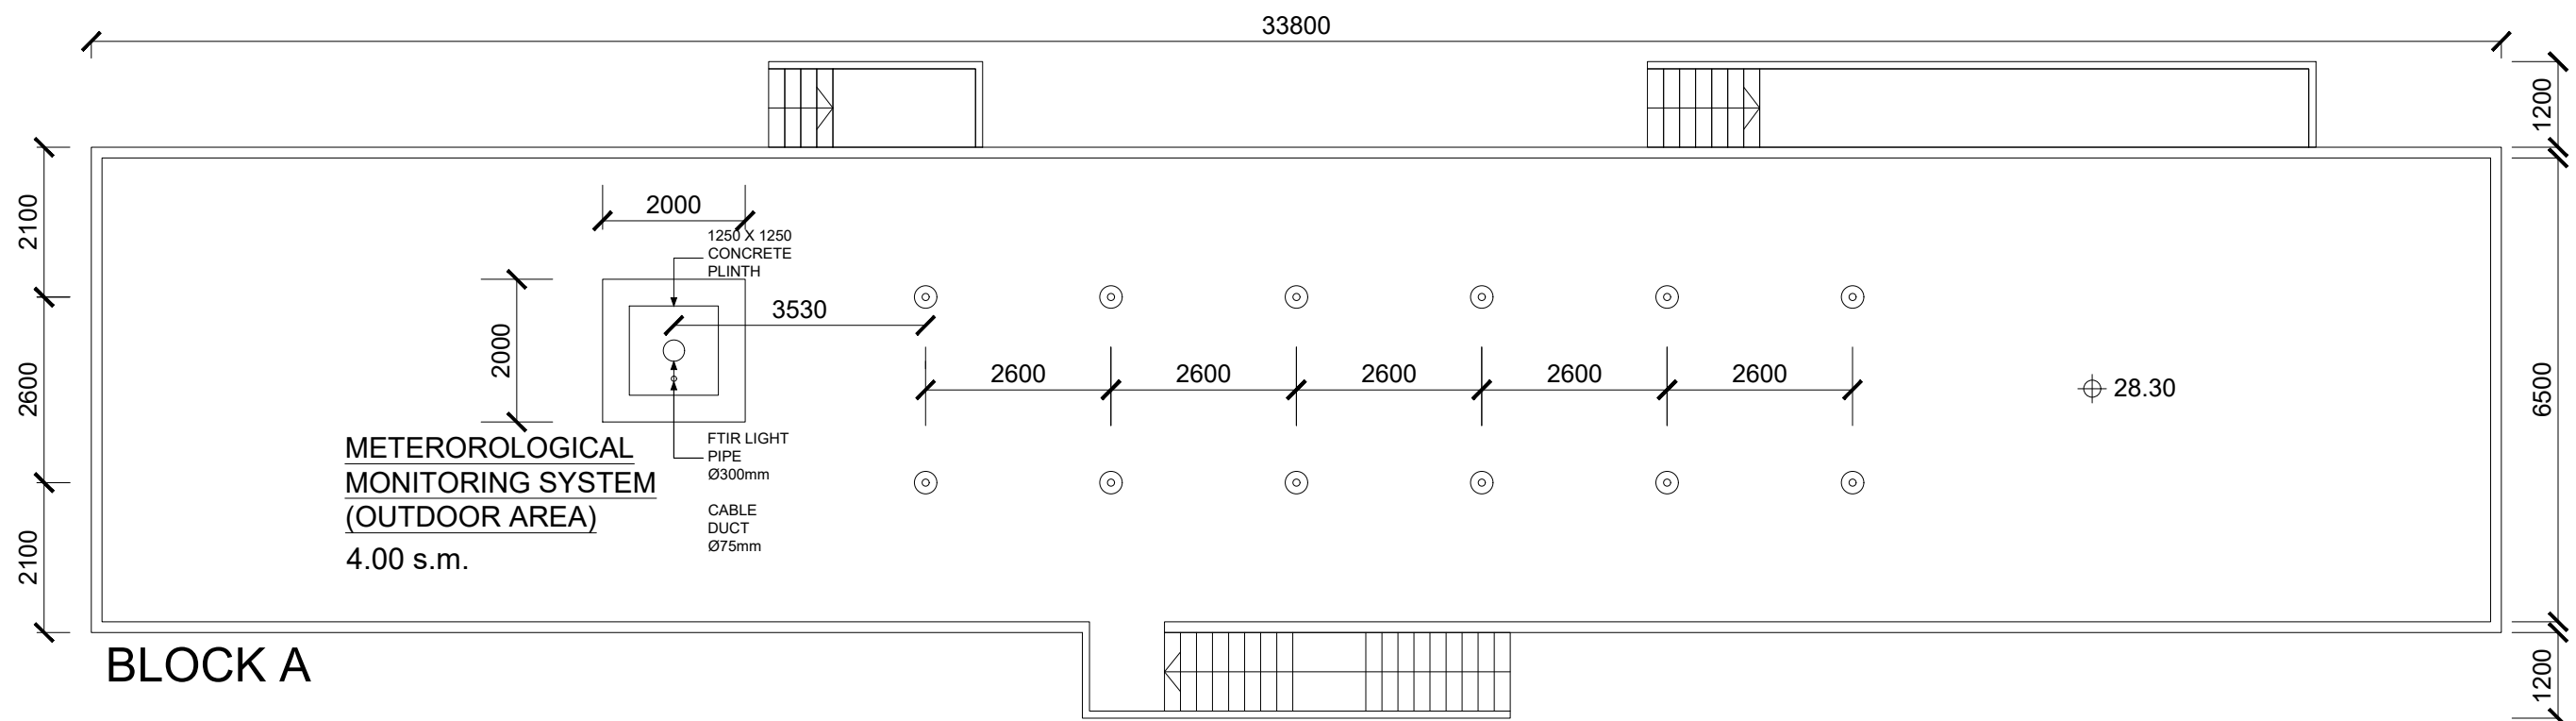 33800
1200
2100
2000
1250 X 1250
CONCRETE
PLINTH
3530
2000
2600
2600
2600
2600
2600
2600
28.30
6500
METEROROLOGICAL
MONITORING SYSTEM
(OUTDOOR AREA)
4.00 s.m.
FTIR LIGHT
PIPE
Ø300mm
CABLE
DUCT
Ø75mm
2100
BLOCK A
1200